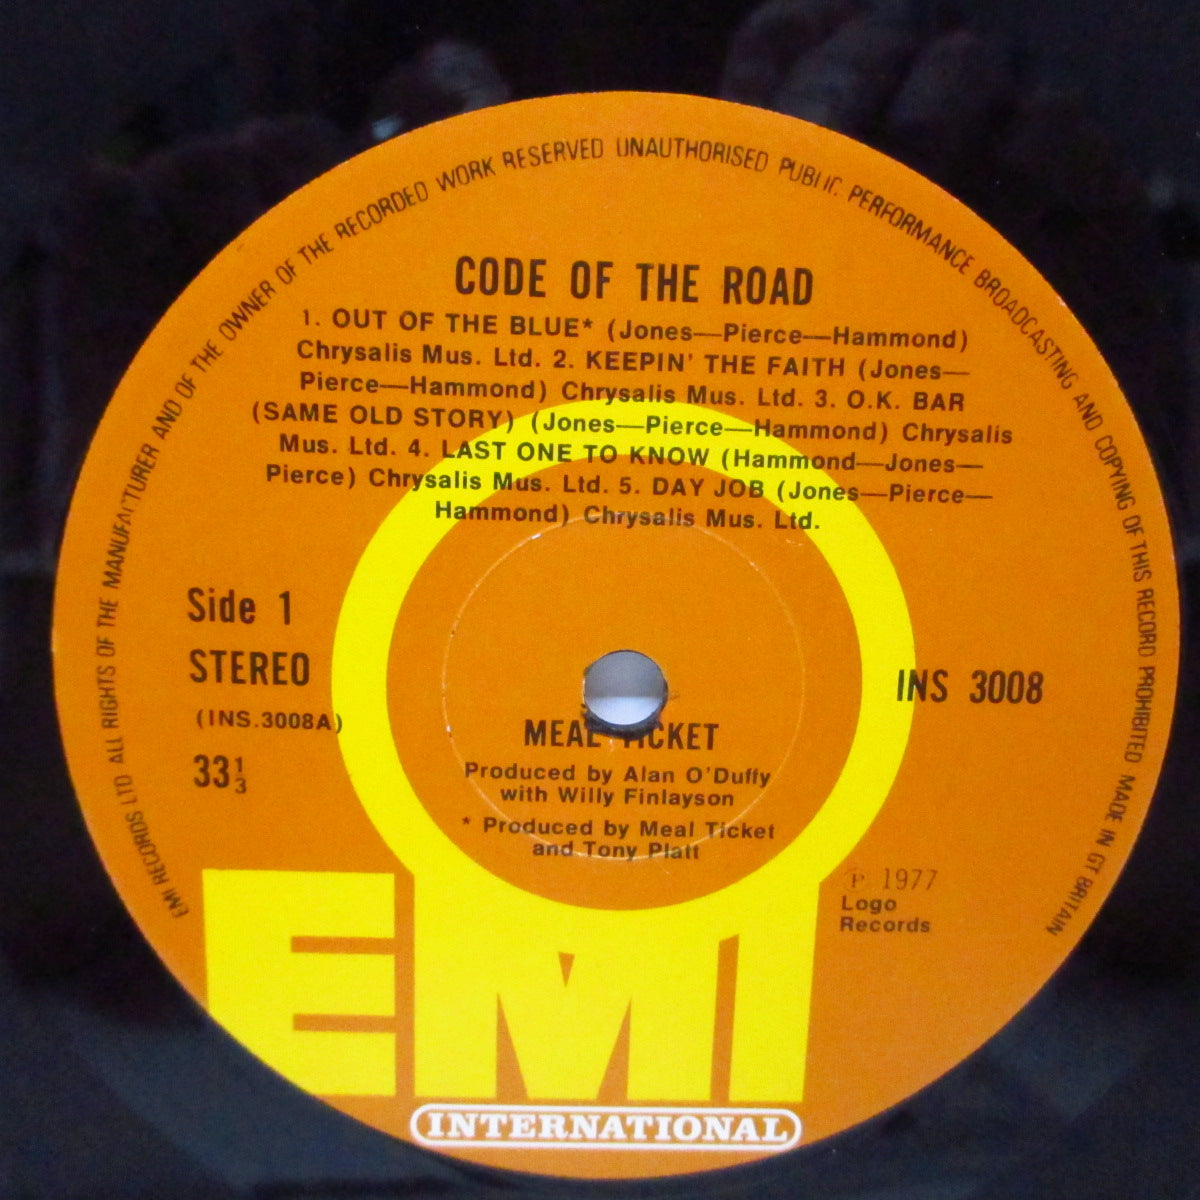 EMI RECORDS LTD ALL RIGHTS OF THE MANUFACTURER AND OF THE OWNER OF THE RECORDED WORK RESERVED UNAUTHORISED PUBLIC PERFORMANCE BROADCASTING AND COPYING OF THIS RECORD PROHIBITED MADE IN GT BRITAIN
CODE OF THE ROAD
1. OUT OF THE BLUE* (Jones—Pierce—Hammond)
Chrysalis Mus. Ltd. 2. KEEPIN' THE FAITH (Jones—
Pierce—Hammond) Chrysalis Mus. Ltd. 3. O.K. BAR
(SAME OLD STORY) (Jones—Pierce—Hammond) Chrysalis
Mus. Ltd. 4. LAST ONE TO KNOW (Hammond—Jones—
Pierce) Chrysalis Mus. Ltd. 5. DAY JOB (Jones—Pierce—
Hammond) Chrysalis Mus. Ltd.
Side 1
STEREO
(INS.3008A)
33⅓
INS 3008
MEAL TICKET
Produced by Alan O'Duffy
with Willy Finlayson
* Produced by Meal Ticket
and Tony Platt
℗ 1977
Logo
Records
EMI
INTERNATIONAL